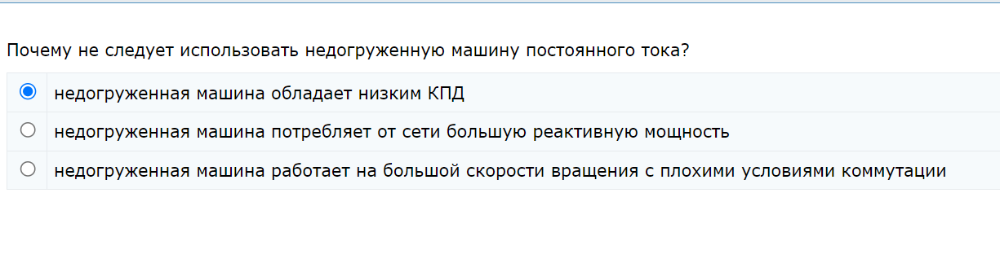 Почему не следует использовать недогруженную машину постоянного тока?
недогруженная машина обладает низким КПД
недогруженная машина потребляет от сети большую реактивную мощность
недогруженная машина работает на большой скорости вращения с плохими условиями коммутации